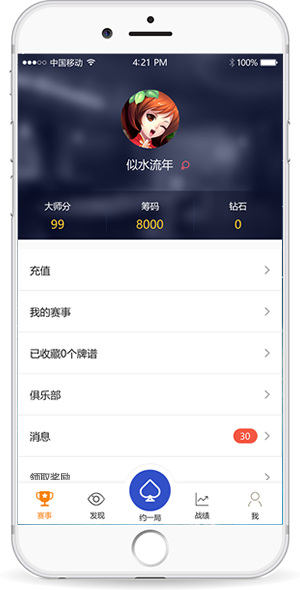 ●●●○○ 中国移动 4:21 PM 100%
似水流年
大师分 筹码 钻石
99 8000 0
充值
我的赛事
已收藏0个牌谱
俱乐部
消息 30
领取奖励
赛事 发现 约一局 战绩 我